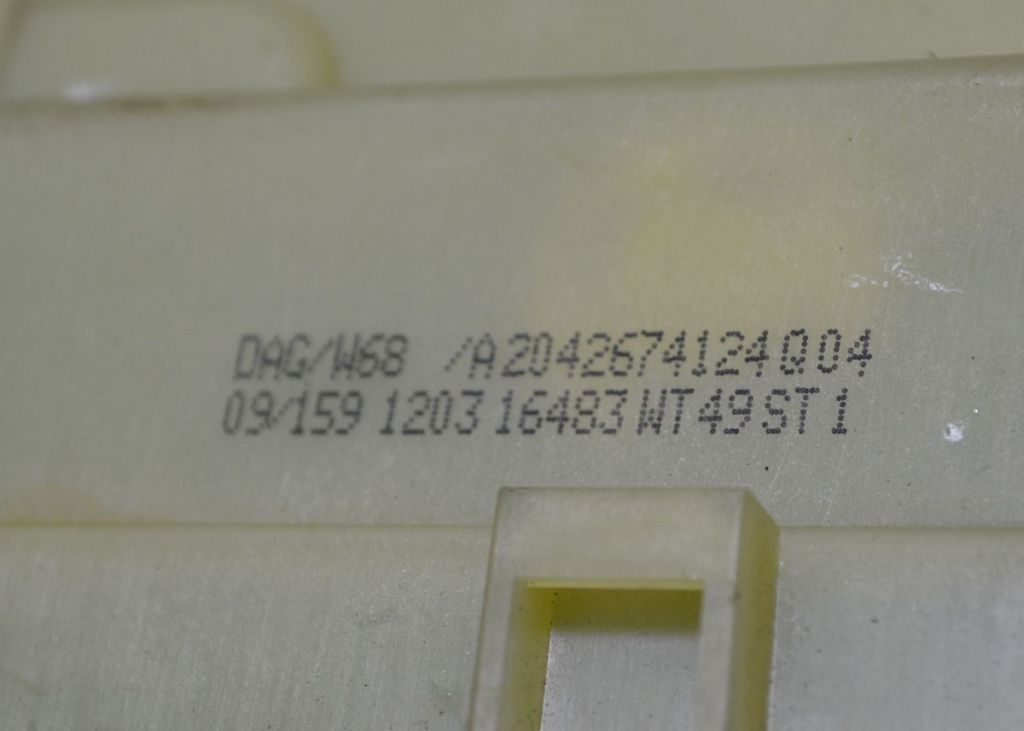 DAG/W68 /A2042674124Q04
09/159 1203 16483 WT49 ST1